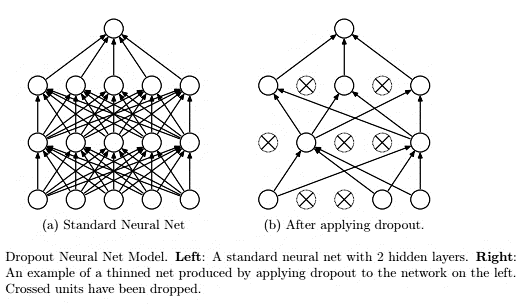 (a) Standard Neural Net
(b) After applying dropout.
Dropout Neural Net Model. Left: A standard neural net with 2 hidden layers. Right:
An example of a thinned net produced by applying dropout to the network on the left.
Crossed units have been dropped.